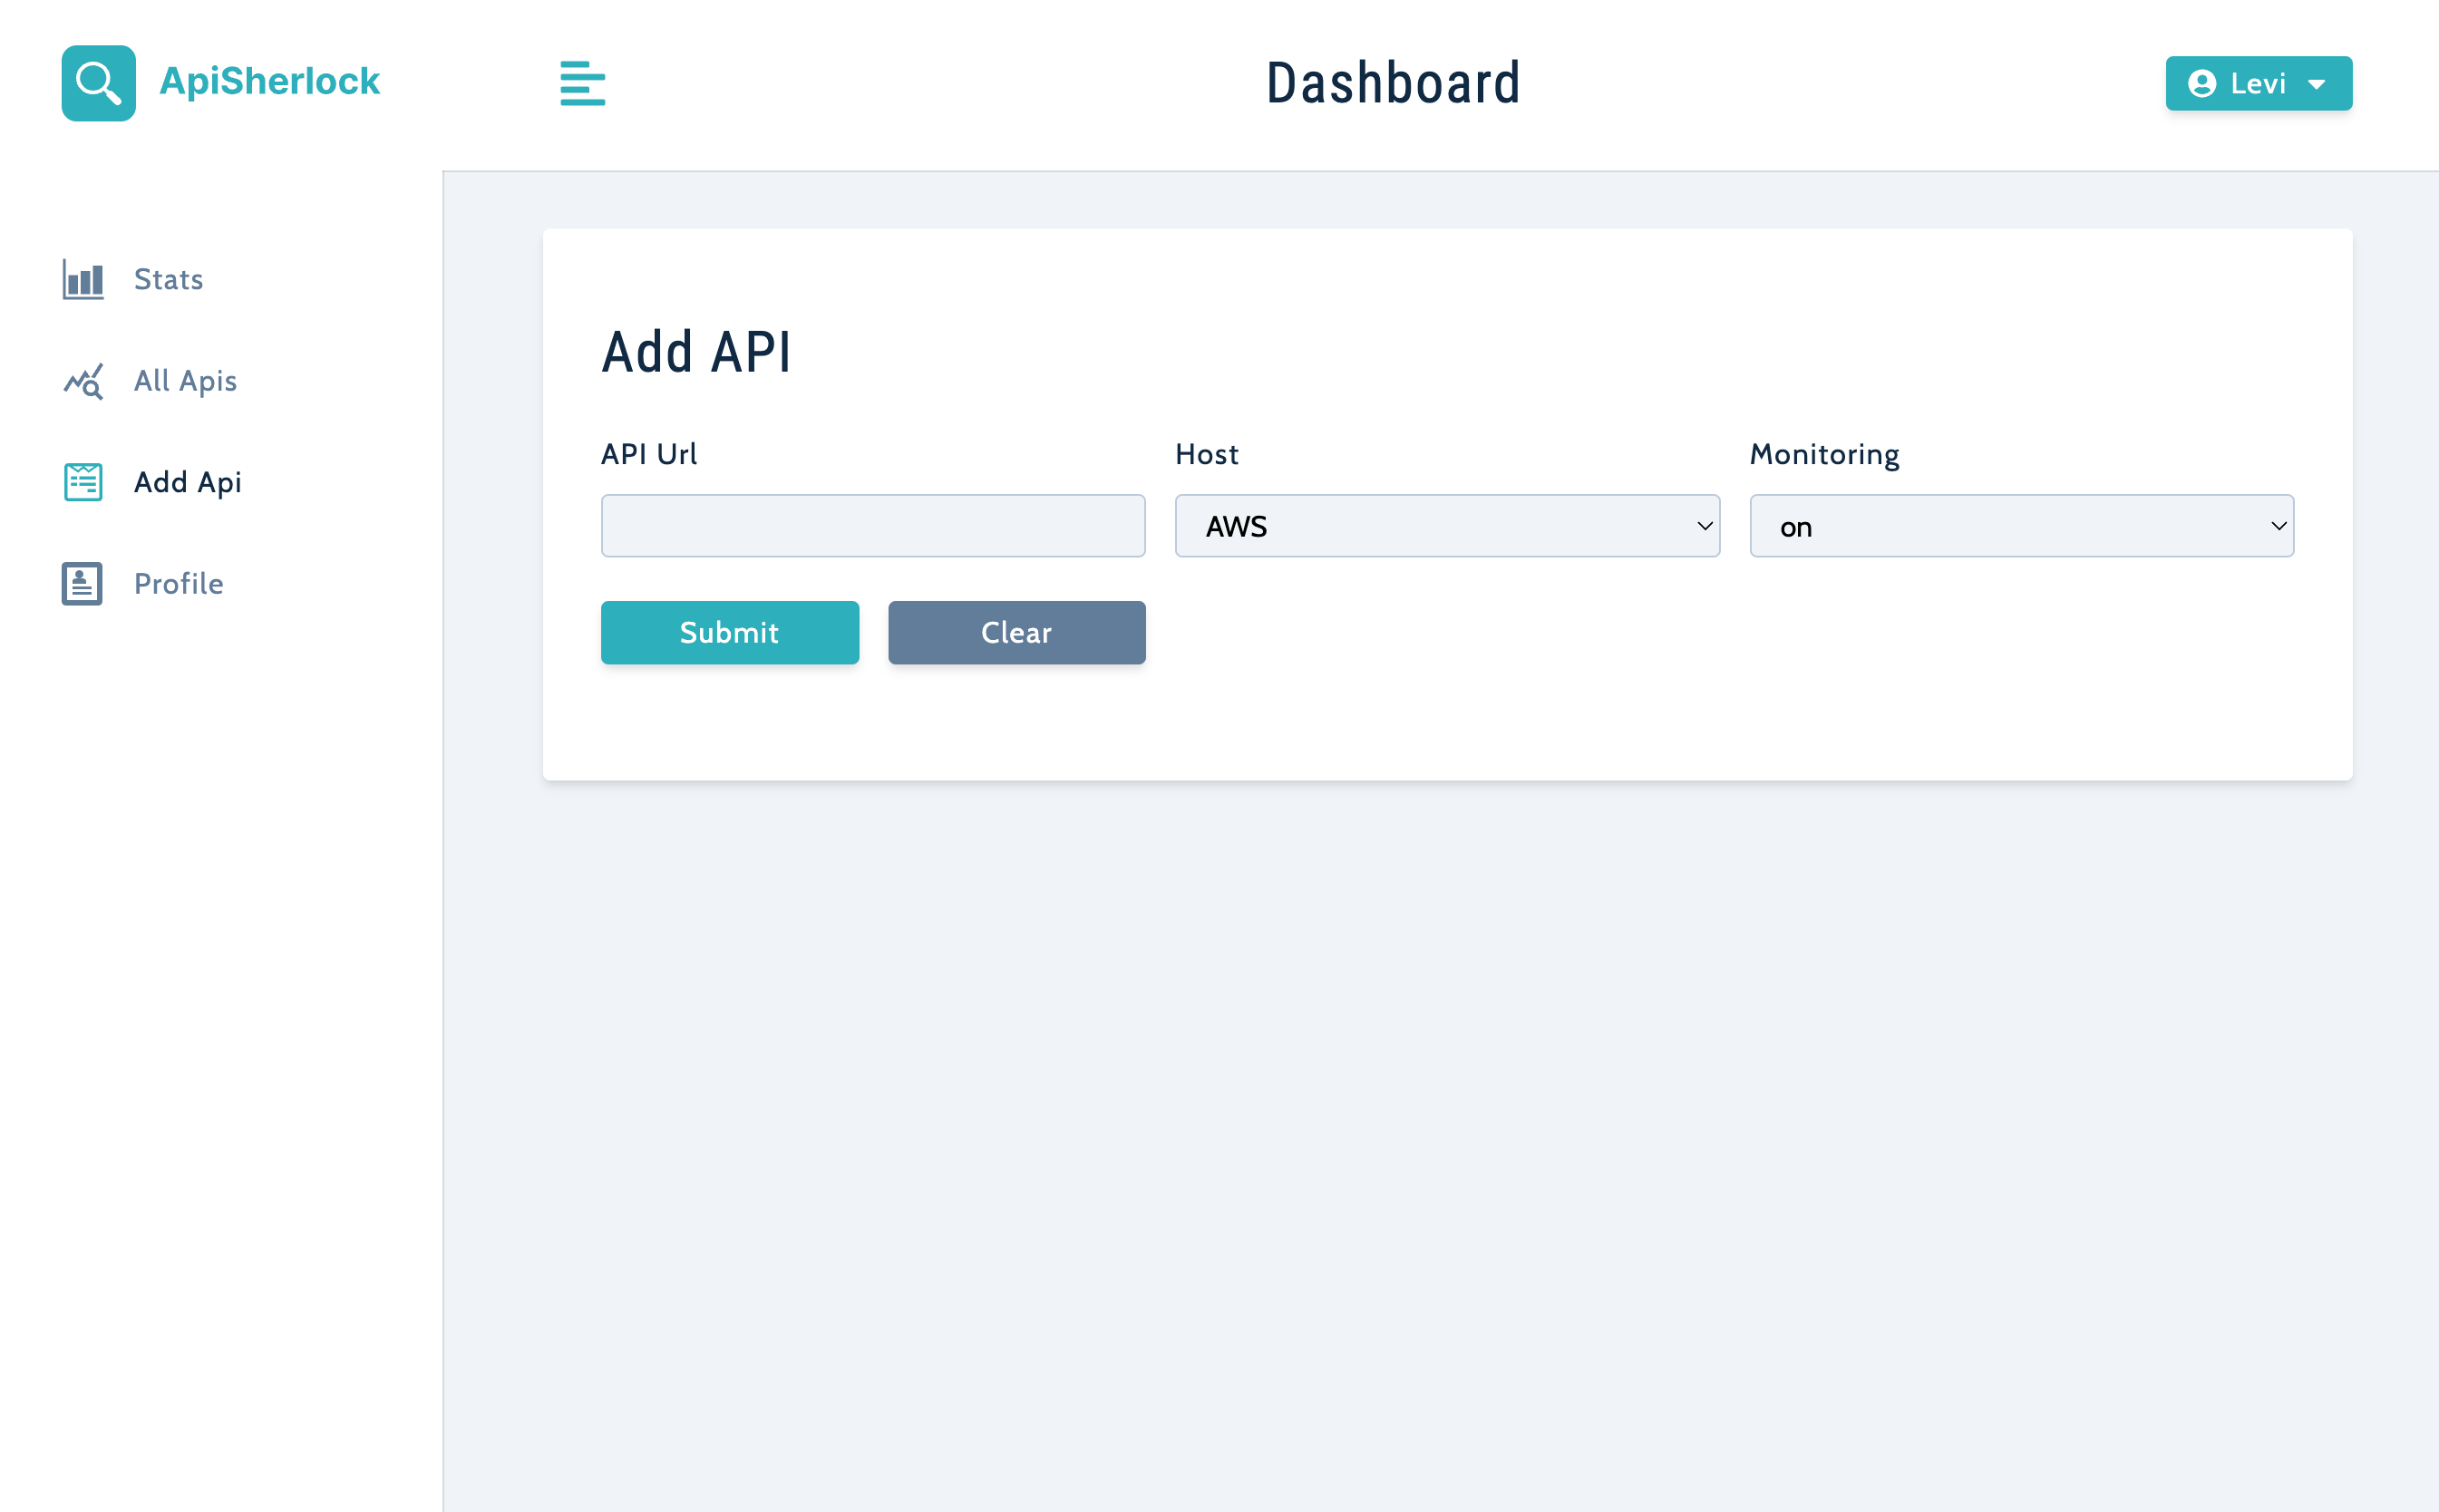 ApiSherlock
Dashboard
Levi
Stats
All Apis
Add Api
Profile
Add API
API Url
Host
Monitoring
AWS
on
Submit
Clear